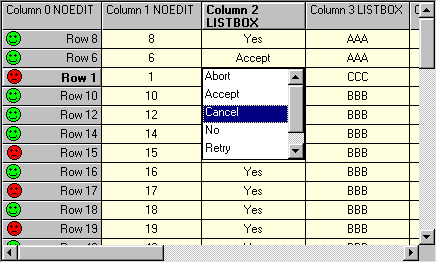 Column 0 NOEDIT Column 1 NOEDIT Column 2 LISTBOX Column 3 LISTBOX
Row 8 8 Yes AAA
Row 6 6 Accept AAA
Row 1 1 Abort CCC
Row 10 10 Accept BBB
Row 12 12 Cancel BBB
Row 14 14 No BBB
Row 15 15 Retry BBB
Row 16 16 Yes BBB
Row 17 17 Yes BBB
Row 18 18 Yes BBB
Row 19 19 Yes BBB